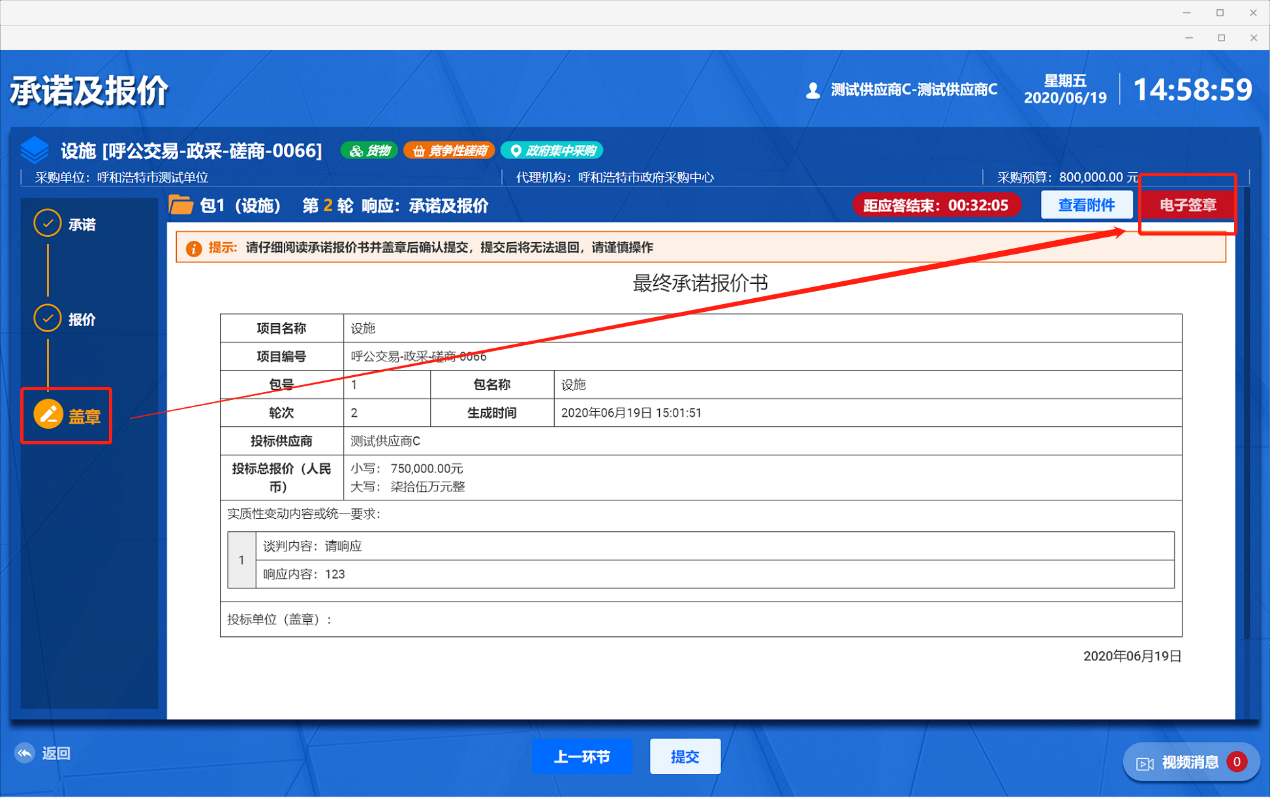 承诺及报价
测试供应商C-测试供应商C
星期五
2020/06/19
14:58:59
设施 [呼公交易-政采-磋商-0066] 货物 竞争性磋商 政府集中采购
采购单位：呼和浩特市测试单位 代理机构：呼和浩特市政府采购中心 采购预算：800,000.00 元
承诺
报价
盖章
包1（设施） 第 2 轮 响应：承诺及报价 距应答结束：00:32:05 查看附件 电子签章
提示：请仔细阅读承诺报价书并盖章后确认提交，提交后将无法退回，请谨慎操作
最终承诺报价书
项目名称 设施
项目编号 呼公交易-政采-磋商-0066
包号 1 包名称 设施
轮次 2 生成时间 2020年06月19日 15:01:51
投标供应商 测试供应商C
投标总报价（人民
币）
小写： 750,000.00元
大写： 柒拾伍万元整
实质性变动内容或统一要求：
1
谈判内容：请响应
响应内容：123
投标单位（盖章）：
2020年06月19日
返回 上一环节 提交 视频消息 0